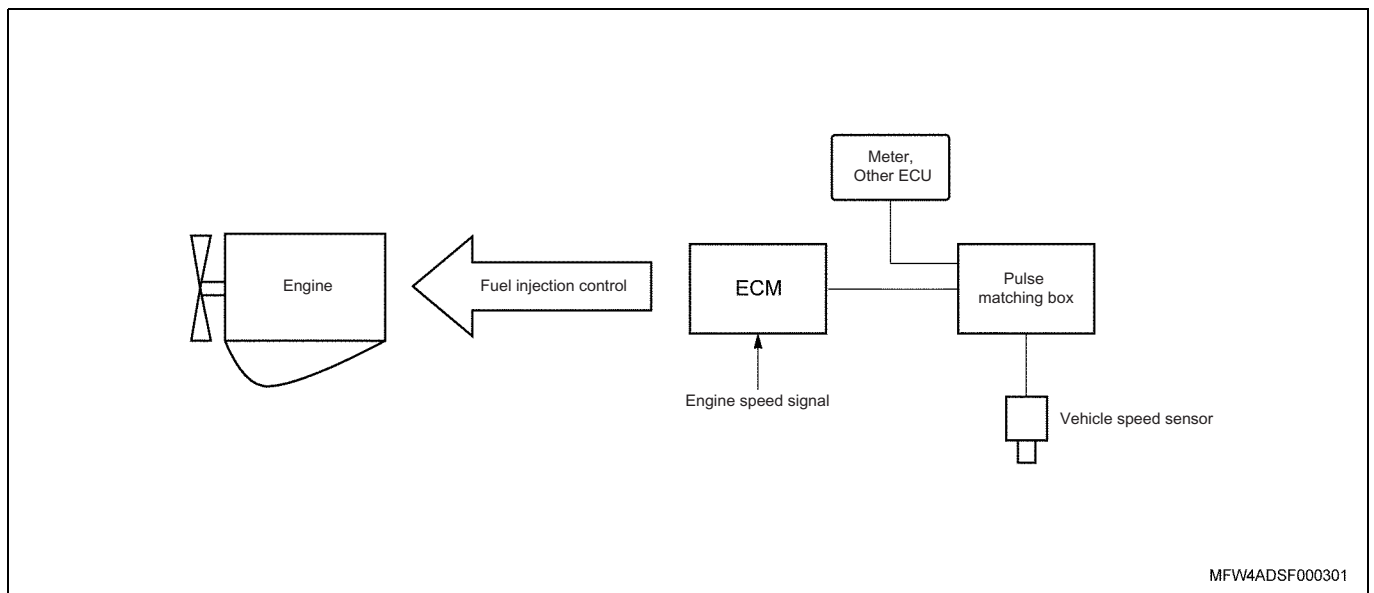 Meter,
Other ECU
Engine
Fuel injection control
ECM
Pulse
matching box
Engine speed signal
Vehicle speed sensor
MFW4ADSF000301